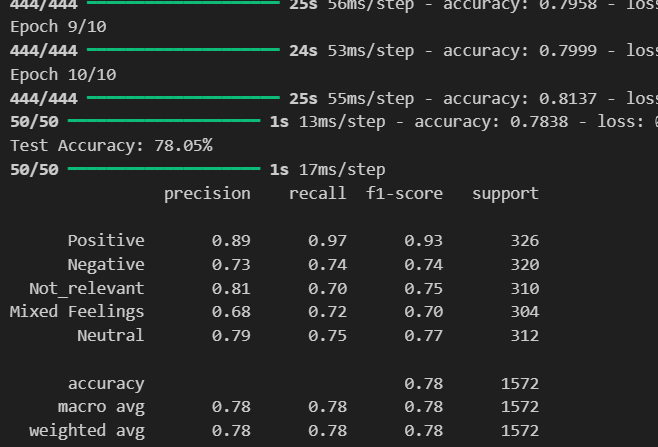 444/444 ━━━━━━━━━━━━━━━━━━━━ 25s 56ms/step - accuracy: 0.7958 - loss
Epoch 9/10
444/444 ━━━━━━━━━━━━━━━━━━━━ 24s 53ms/step - accuracy: 0.7999 - loss
Epoch 10/10
444/444 ━━━━━━━━━━━━━━━━━━━━ 25s 55ms/step - accuracy: 0.8137 - loss
50/50 ━━━━━━━━━━━━━━━━━━━━ 1s 13ms/step - accuracy: 0.7838 - loss:
Test Accuracy: 78.05%
50/50 ━━━━━━━━━━━━━━━━━━━━ 1s 17ms/step
precision recall f1-score support
Positive 0.89 0.97 0.93 326
Negative 0.73 0.74 0.74 320
Not_relevant 0.81 0.70 0.75 310
Mixed Feelings 0.68 0.72 0.70 304
Neutral 0.79 0.75 0.77 312
accuracy 0.78 1572
macro avg 0.78 0.78 0.78 1572
weighted avg 0.78 0.78 0.78 1572